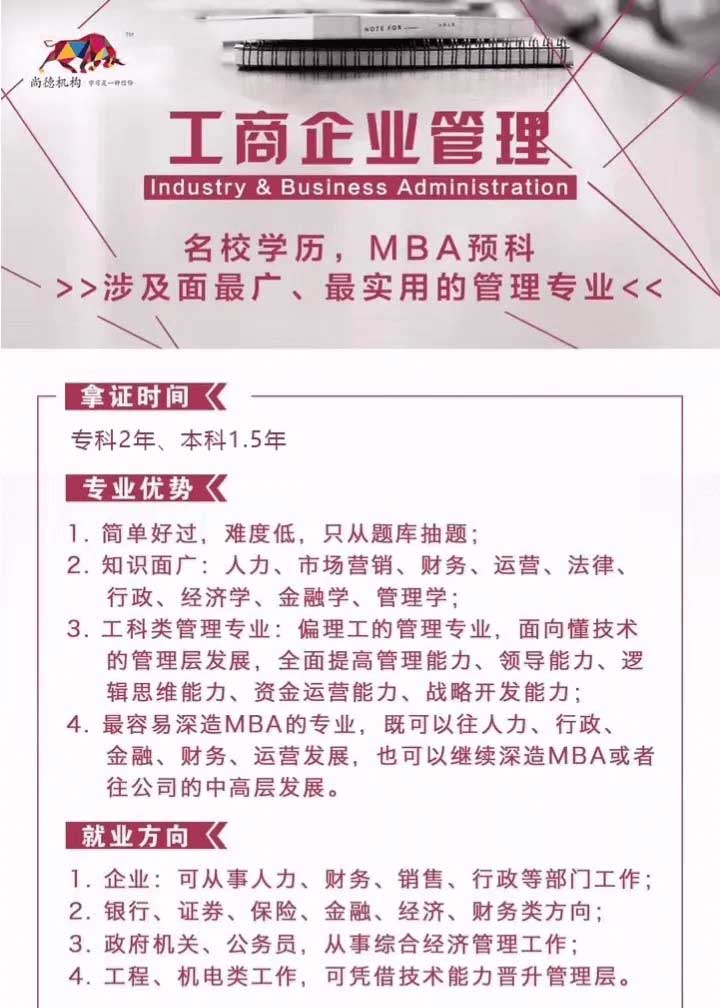 NOTE FOR
TM
尚德机构 学习是一种信仰
工商企业管理
Industry & Business Administration
名校学历，MBA预科
>>涉及面最广、最实用的管理专业<<
拿证时间
专科2年、本科1.5年
专业优势
1. 简单好过，难度低，只从题库抽题；
2. 知识面广：人力、市场营销、财务、运营、法律、
行政、经济学、金融学、管理学；
3. 工科类管理专业：偏理工的管理专业，面向懂技术
的管理层发展，全面提高管理能力、领导能力、逻
辑思维能力、资金运营能力、战略开发能力；
4. 最容易深造MBA的专业，既可以往人力、行政、
金融、财务、运营发展，也可以继续深造MBA或者
往公司的中高层发展。
就业方向
1. 企业：可从事人力、财务、销售、行政等部门工作；
2. 银行、证券、保险、金融、经济、财务类方向；
3. 政府机关、公务员，从事综合经济管理工作；
4. 工程、机电类工作，可凭借技术能力晋升管理层。